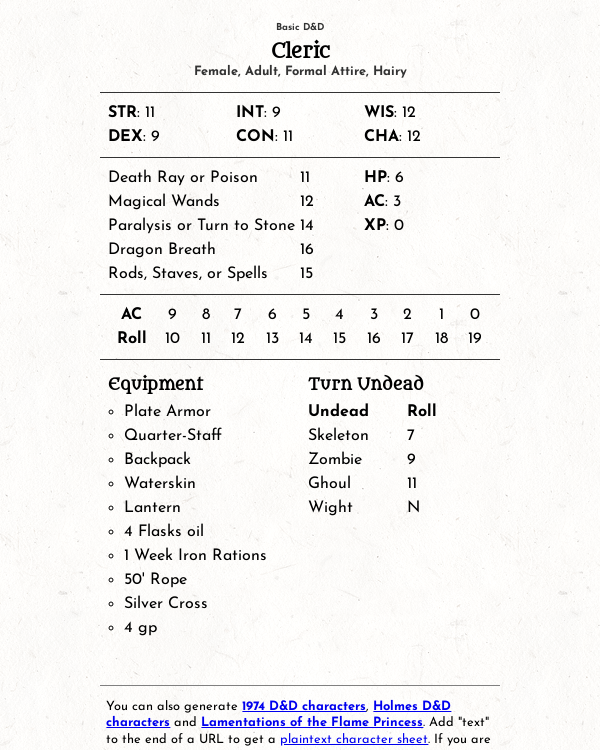 Basic D&D
Cleric
Female, Adult, Formal Attire, Hairy
STR: 11 INT: 9 WIS: 12
DEX: 9 CON: 11 CHA: 12
Death Ray or Poison 11 HP: 6
Magical Wands 12 AC: 3
Paralysis or Turn to Stone 14 XP: 0
Dragon Breath 16
Rods, Staves, or Spells 15
AC 9 8 7 6 5 4 3 2 1 0
Roll 10 11 12 13 14 15 16 17 18 19
Equipment
Plate Armor
Quarter-Staff
Backpack
Waterskin
Lantern
4 Flasks oil
1 Week Iron Rations
50' Rope
Silver Cross
4 gp
Turn Undead
Undead Roll
Skeleton 7
Zombie 9
Ghoul 11
Wight N
You can also generate 1974 D&D characters, Holmes D&D
characters and Lamentations of the Flame Princess. Add "text"
to the end of a URL to get a plaintext character sheet. If you are